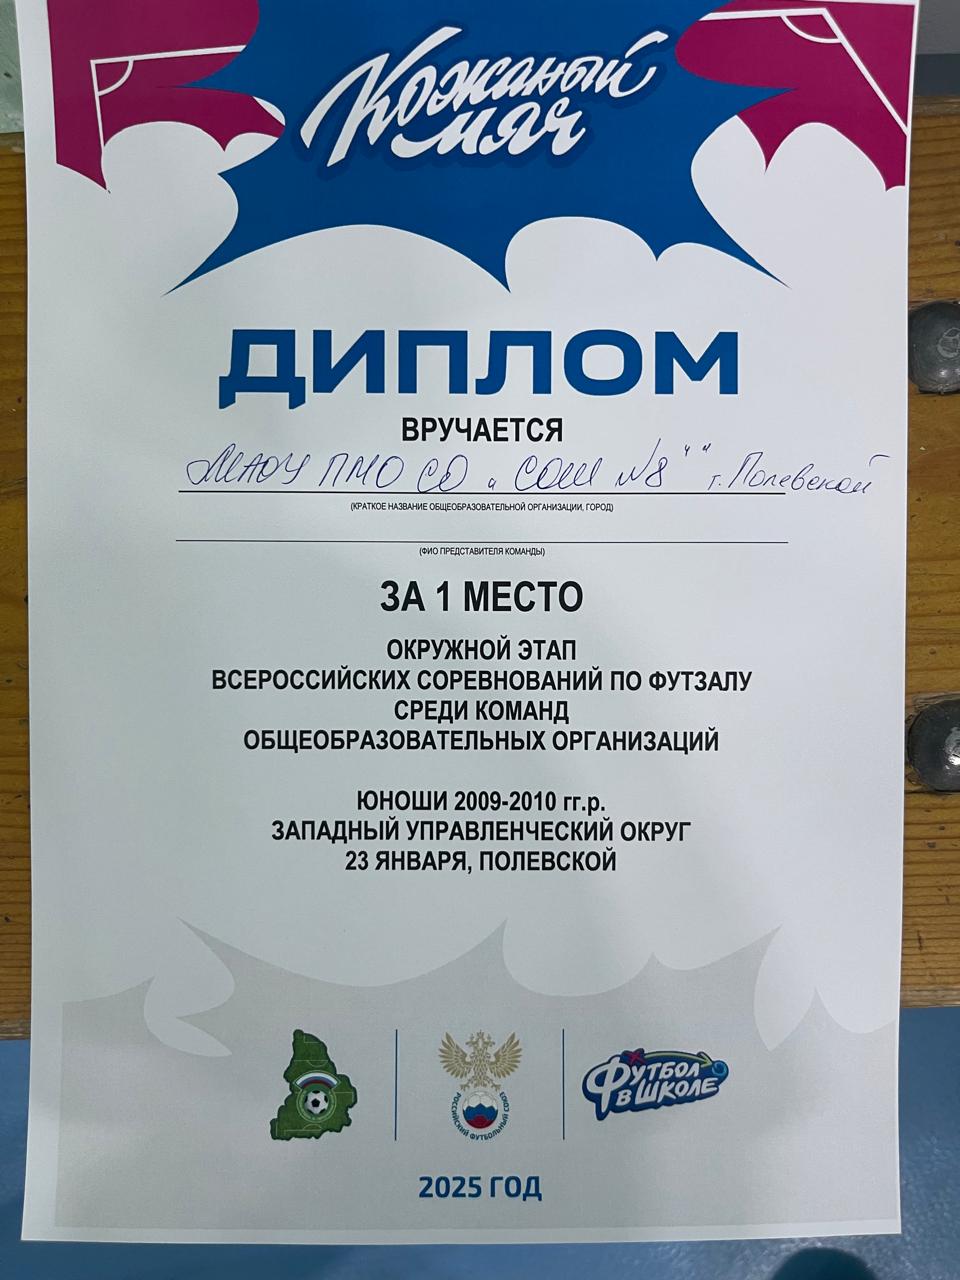 Кожаный
мяч
ДИПЛОМ
ВРУЧАЕТСЯ
МАОУ ПМО СО „СОШ №8" " г. Полевской
(КРАТКОЕ НАЗВАНИЕ ОБЩЕОБРАЗОВАТЕЛЬНОЙ ОРГАНИЗАЦИИ, ГОРОД)
(ФИО ПРЕДСТАВИТЕЛЯ КОМАНДЫ)
ЗА 1 МЕСТО
ОКРУЖНОЙ ЭТАП
ВСЕРОССИЙСКИХ СОРЕВНОВАНИЙ ПО ФУТЗАЛУ
СРЕДИ КОМАНД
ОБЩЕОБРАЗОВАТЕЛЬНЫХ ОРГАНИЗАЦИЙ
ЮНОШИ 2009-2010 гг.р.
ЗАПАДНЫЙ УПРАВЛЕНЧЕСКИЙ ОКРУГ
23 ЯНВАРЯ, ПОЛЕВСКОЙ
РОССИЙСКИЙ ФУТБОЛЬНЫЙ СОЮЗ
ФУТБОЛ
В ШКОЛЕ
2025 ГОД